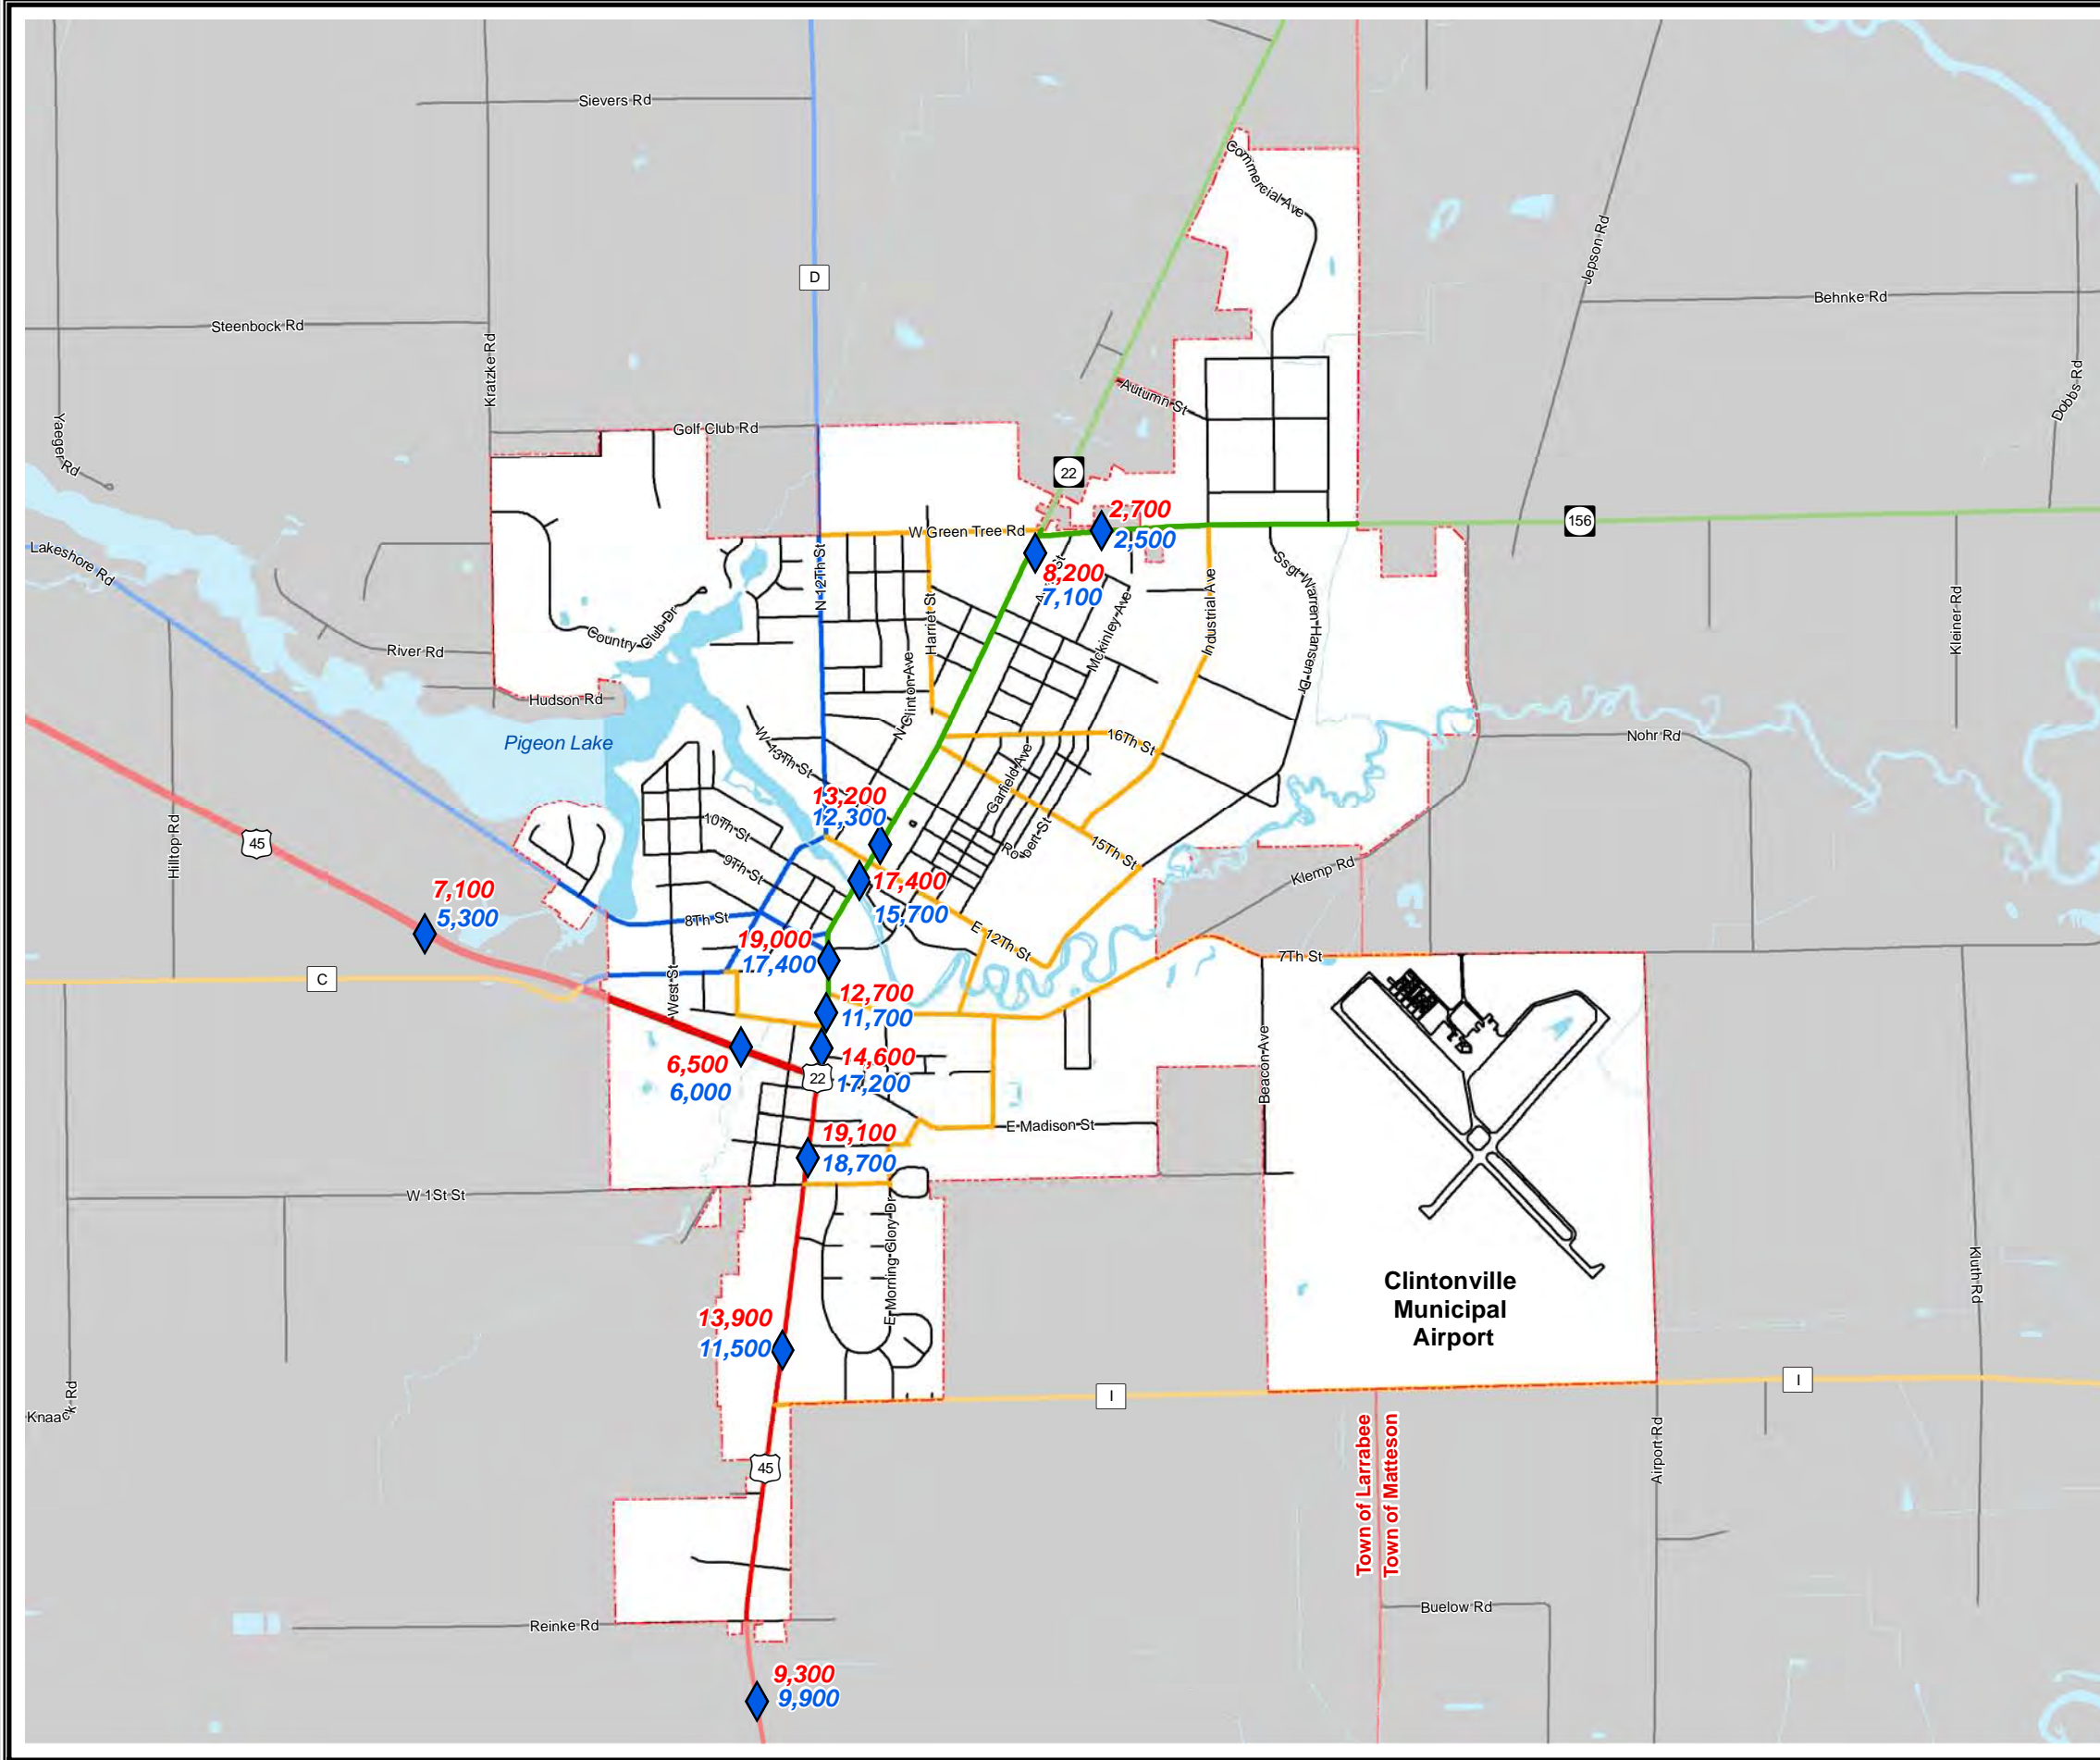 Sievers Rd
Commercial Ave
D
Jepson Rd
Behnke Rd
Steenbock Rd
Kratzke Rd
Dobbs Rd
Autumn St
Yaeger Rd
Golf Club Rd
22
2,700
2,500
156
W Green Tree Rd
Lakeshore Rd
N 12Th St
8,200
7,100
Ssgt Warren Hansen Dr
Harriet St
Mckinley Ave
Industrial Ave
Kleiner Rd
Country Club Dr
River Rd
Hudson Rd
N Clinton Ave
Pigeon Lake
W 13Th St
16Th St
Nohr Rd
Garfield Ave
13,200
12,300
10Th St
Robert St
15Th St
45
Hilltop Rd
9Th St
Klemp Rd
7,100
5,300
17,400
15,700
8Th St
19,000
17,400
E 12Th St
7Th St
C
West St
12,700
11,700
14,600
17,200
6,500
6,000
22
Beacon Ave
E Madison St
19,100
18,700
W 1St St
E Morning Glory Dr
Kluth Rd
Clintonville
Municipal
Airport
13,900
11,500
I
I
Knaack Rd
45
Town of Larrabee
Town of Matteson
Airport Rd
Buelow Rd
Reinke Rd
9,300
9,900